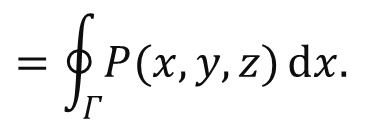 = ∮_Γ P(x, y, z) dx.